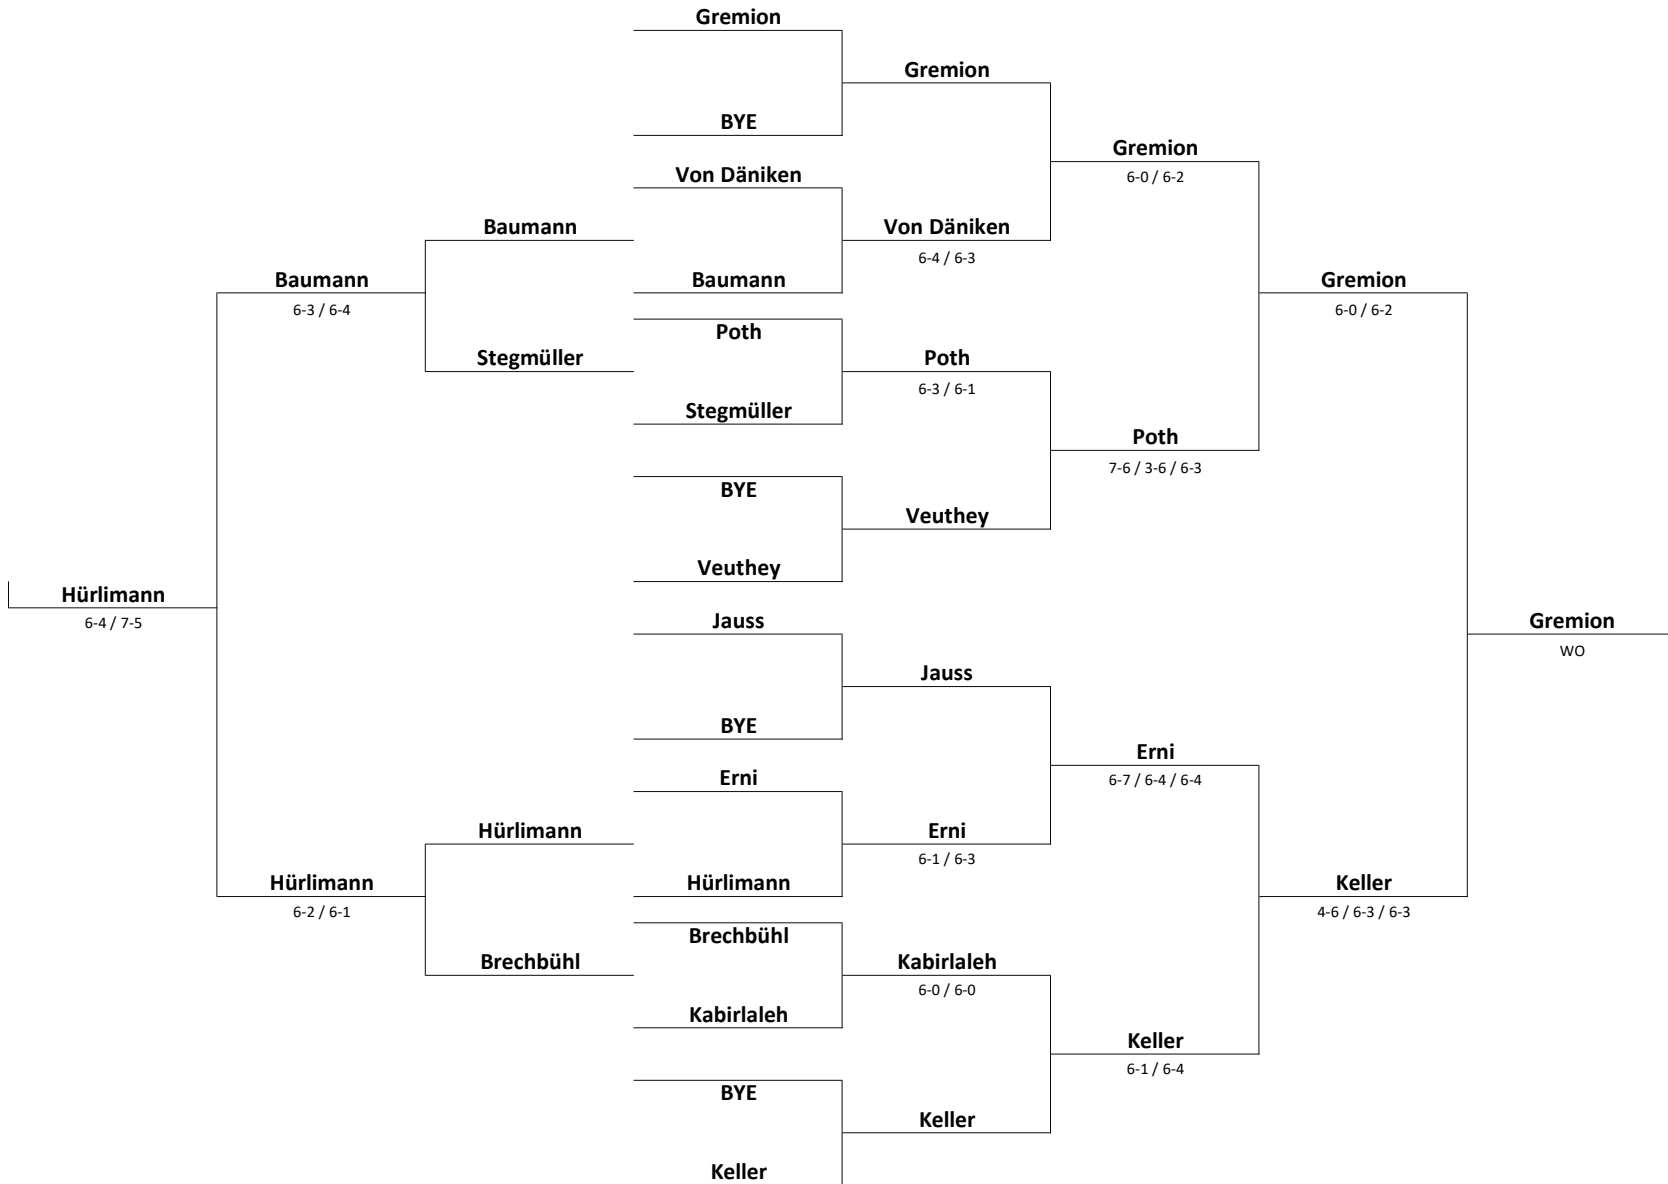 Gremion
Gremion
BYE
Gremion
6-0 / 6-2
Von Däniken
Baumann
Von Däniken
6-4 / 6-3
Baumann
6-3 / 6-4
Baumann
Gremion
6-0 / 6-2
Poth
Stegmüller
Poth
6-3 / 6-1
Stegmüller
Poth
7-6 / 3-6 / 6-3
BYE
Veuthey
Veuthey
Hürlimann
6-4 / 7-5
Jauss
Gremion
WO
Jauss
BYE
Erni
6-7 / 6-4 / 6-4
Erni
Hürlimann
Erni
6-1 / 6-3
Hürlimann
6-2 / 6-1
Hürlimann
Keller
4-6 / 6-3 / 6-3
Brechbühl
Brechbühl
Kabirlaleh
6-0 / 6-0
Kabirlaleh
Keller
6-1 / 6-4
BYE
Keller
Keller